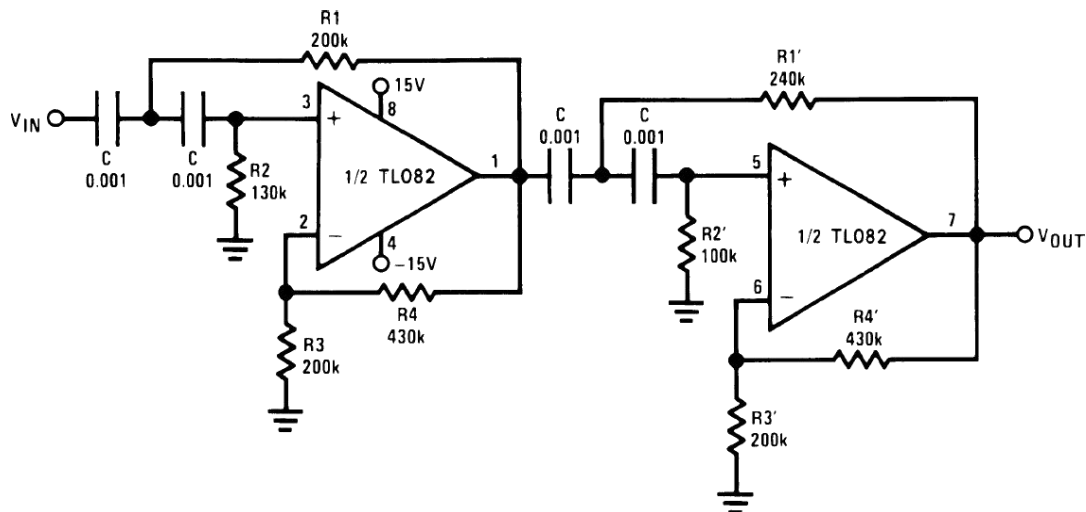 R1
200k
R1'
240k
15V
8
3
+
VIN
C
0.001
C
0.001
R2
130k
1/2 TL082
1
2
−
4
−15V
R4
430k
R3
200k
C
0.001
C
0.001
5
+
R2'
100k
1/2 TL082
7
VOUT
6
−
R4'
430k
R3'
200k